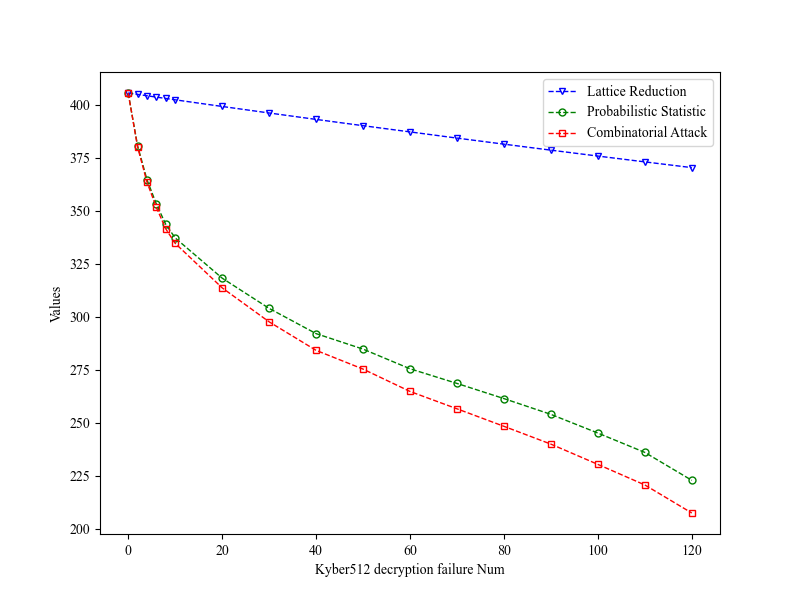 Lattice Reduction
Probabilistic Statistic
Combinatorial Attack
400
375
350
325
300
275
250
225
200
Values
0 20 40 60 80 100 120
Kyber512 decryption failure Num